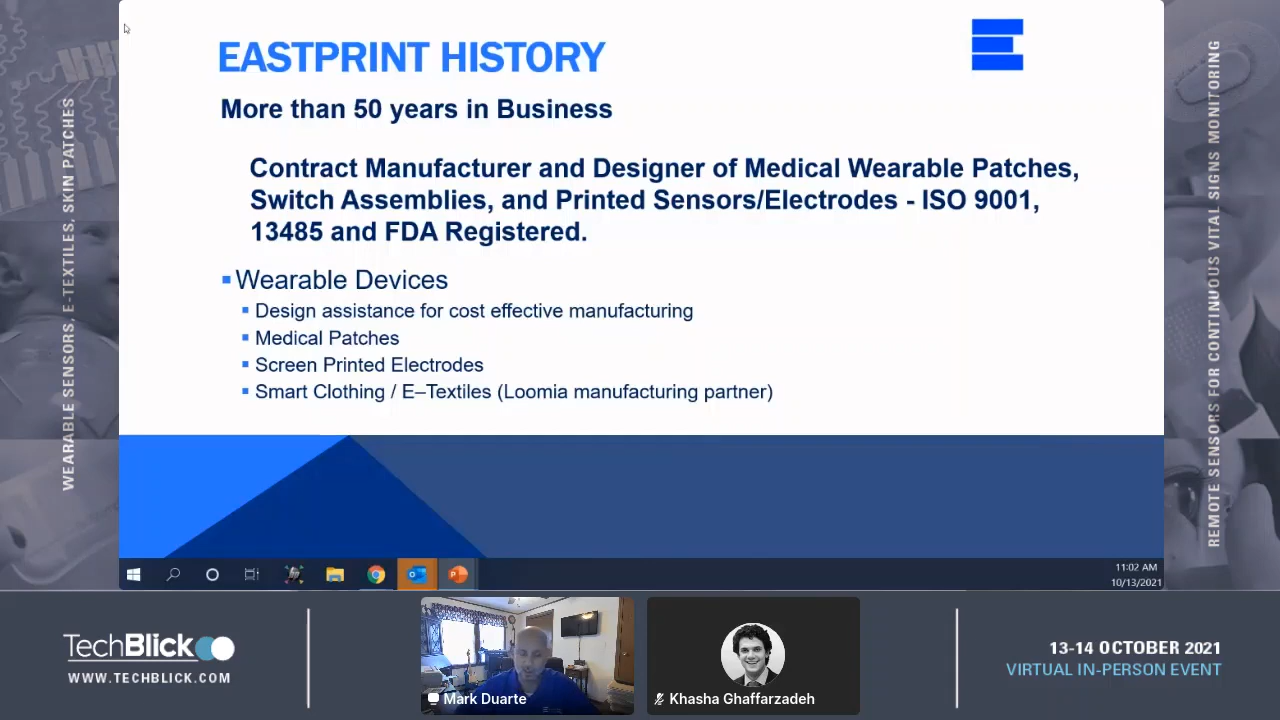 EASTPRINT HISTORY
More than 50 years in Business
Contract Manufacturer and Designer of Medical Wearable Patches,
Switch Assemblies, and Printed Sensors/Electrodes - ISO 9001,
13485 and FDA Registered.
Wearable Devices
Design assistance for cost effective manufacturing
Medical Patches
Screen Printed Electrodes
Smart Clothing / E–Textiles (Loomia manufacturing partner)
WEARABLE SENSORS, E-TEXTILES, SKIN PATCHES
REMOTE SENSORS FOR CONTINUOUS VITAL SIGNS MONITORING
11:02 AM
10/13/2021
TechBlick
WWW.TECHBLICK.COM
Mark Duarte
Khasha Ghaffarzadeh
13-14 OCTOBER 2021
VIRTUAL IN-PERSON EVENT